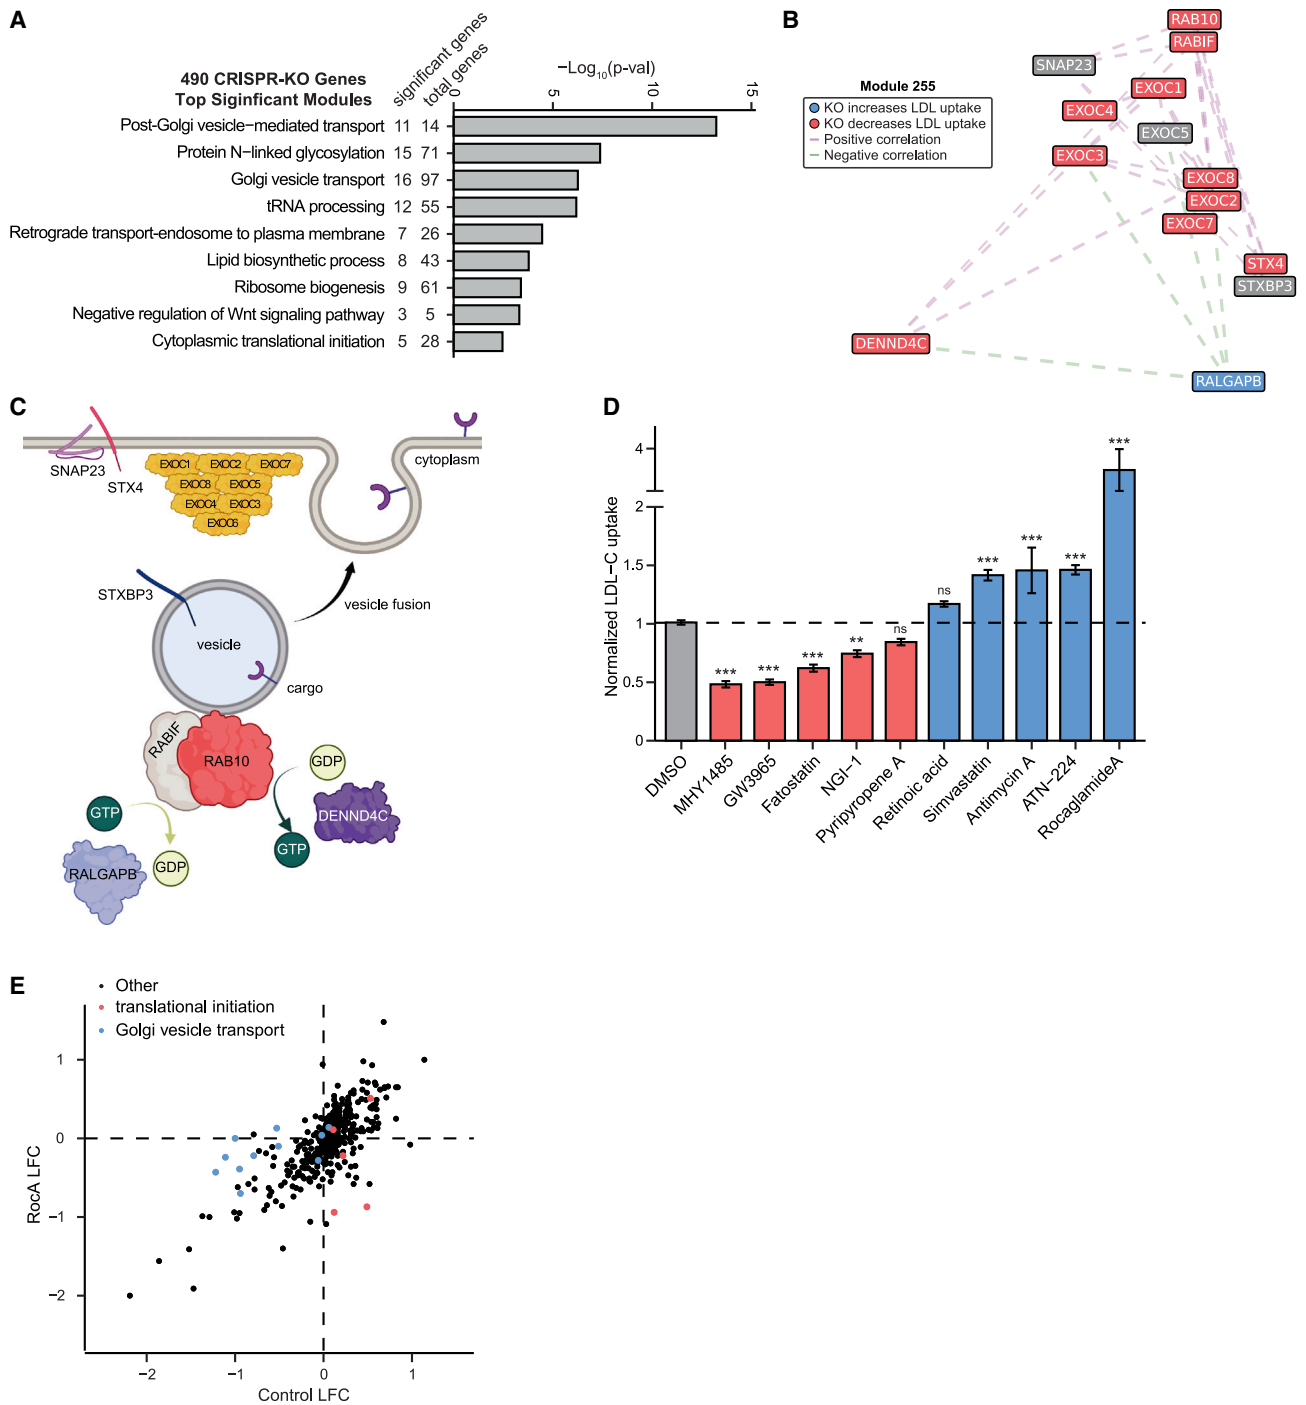 A
490 CRISPR-KO Genes
Top Siginficant Modules
significant genes
total genes
−Log10(p-val)
0 5 10 15
Post-Golgi vesicle−mediated transport 11 14
Protein N-linked glycosylation 15 71
Golgi vesicle transport 16 97
tRNA processing 12 55
Retrograde transport-endosome to plasma membrane 7 26
Lipid biosynthetic process 8 43
Ribosome biogenesis 9 61
Negative regulation of Wnt signaling pathway 3 5
Cytoplasmic translational initiation 5 28
B
Module 255
KO increases LDL uptake
KO decreases LDL uptake
Positive correlation
Negative correlation
RAB10
RABIF
SNAP23
EXOC1
EXOC4
EXOC5
EXOC3
EXOC8
EXOC2
EXOC7
STX4
STXBP3
DENND4C
RALGAPB
C
SNAP23
STX4
EXOC1 EXOC2 EXOC7
EXOC8 EXOC5
EXOC4 EXOC3
EXOC6
cytoplasm
STXBP3
vesicle
vesicle fusion
cargo
RABIF
RAB10
GDP
DENND4C
GTP
GTP
GDP
RALGAPB
D
Normalized LDL−C uptake
4
2
1.5
1
0.5
0
*** *** *** ** ns ns *** *** *** ***
DMSO
MHY1485
GW3965
Fatostatin
NGI−1
Pyripyropene A
Retinoic acid
Simvastatin
Antimycin A
ATN−224
RocaglamideA
E
Other
translational initiation
Golgi vesicle transport
RocA LFC
1
0
−1
−2
−2 −1 0 1
Control LFC